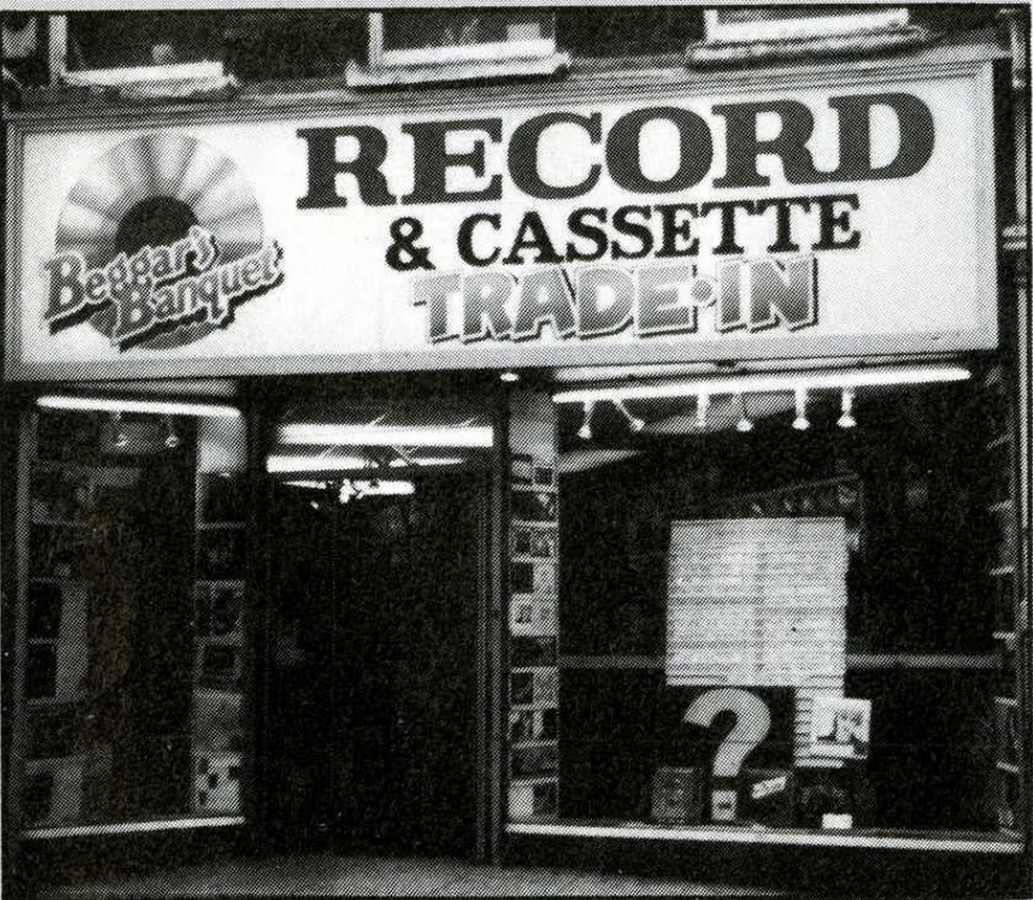 Beggars
Banquet
RECORD
& CASSETTE
TRADE·IN
?